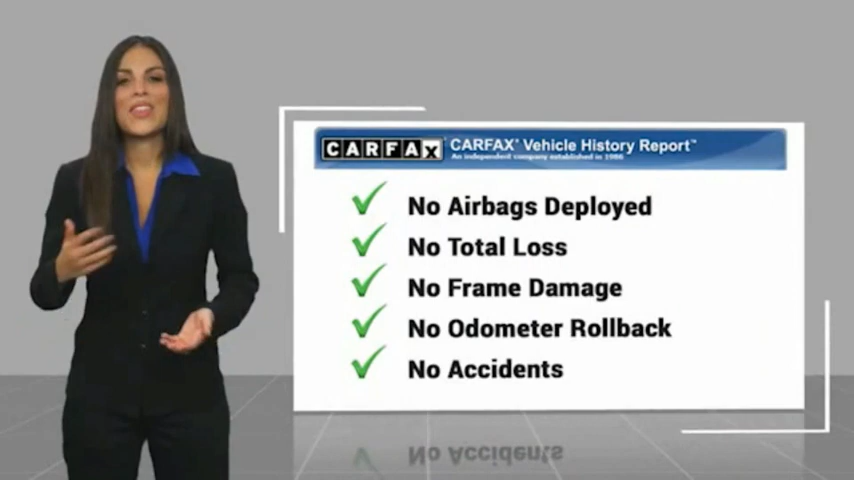 CARFAX CARFAX® Vehicle History Report™
An independent company established in 1986
No Airbags Deployed
No Total Loss
No Frame Damage
No Odometer Rollback
No Accidents
No Accidents